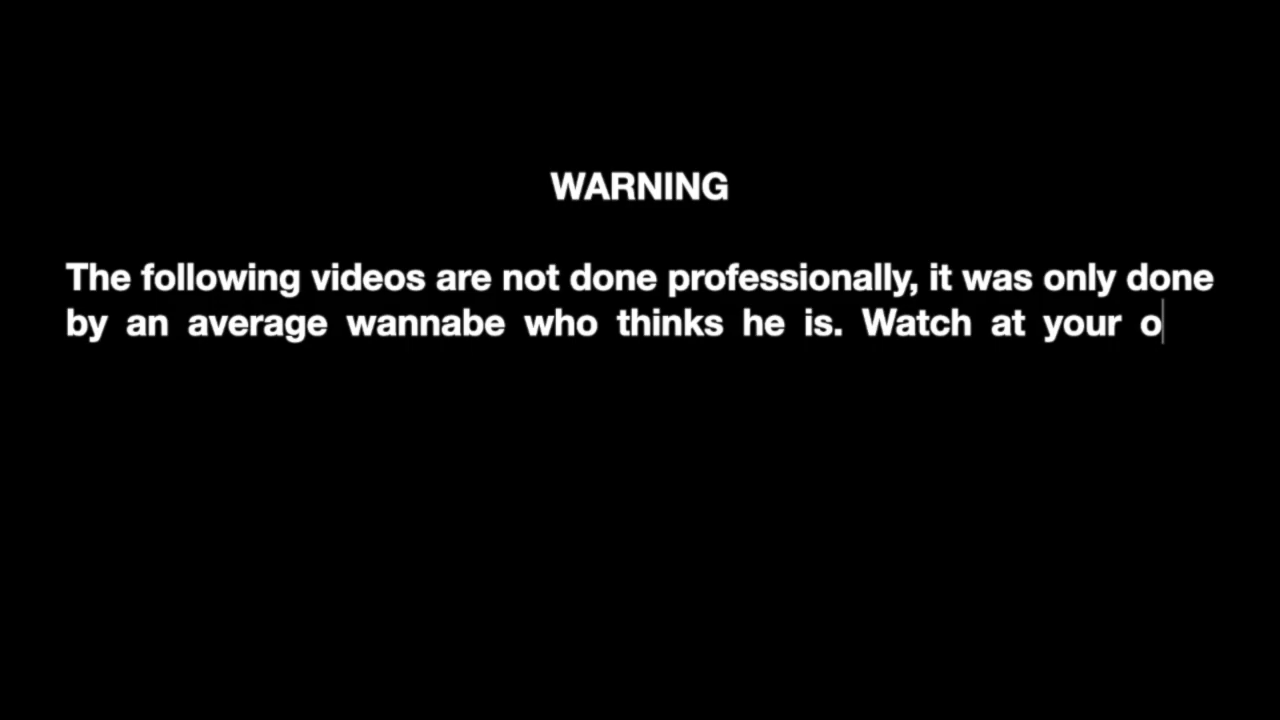 WARNING
The following videos are not done professionally, it was only done
by an average wannabe who thinks he is. Watch at your o